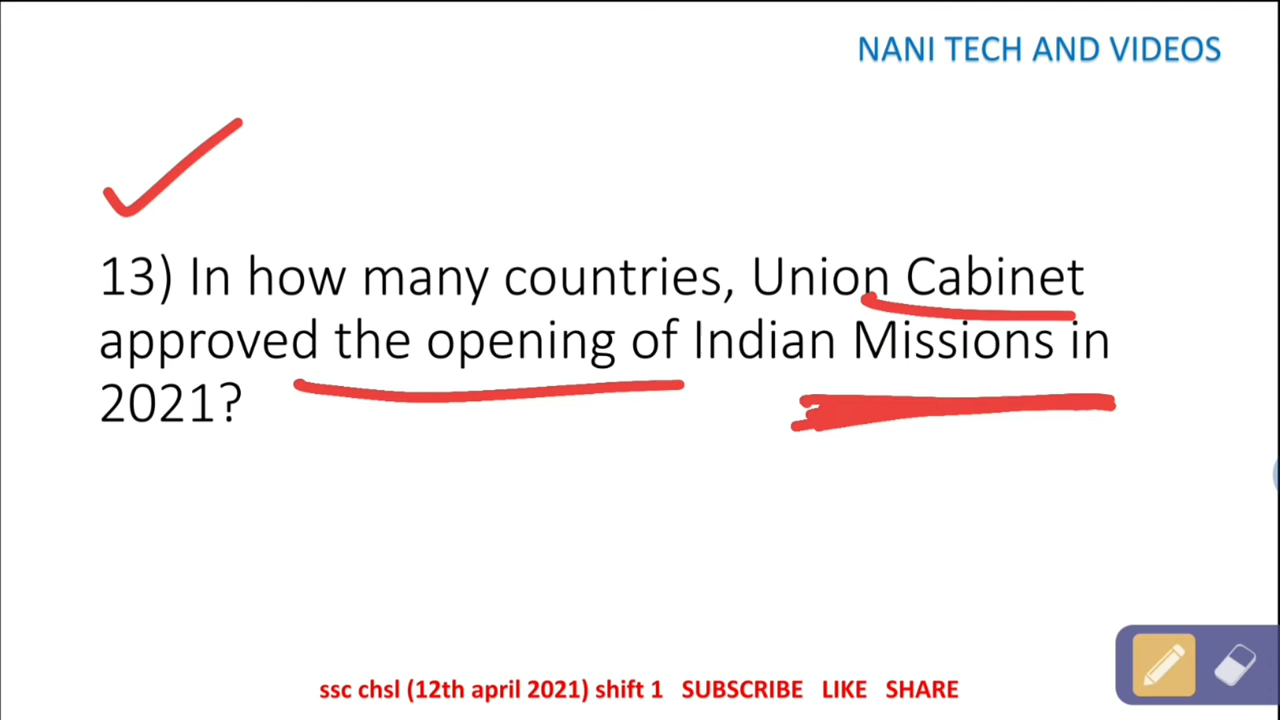 NANI TECH AND VIDEOS
13) In how many countries, Union Cabinet
approved the opening of Indian Missions in
2021?
ssc chsl (12th april 2021) shift 1 SUBSCRIBE LIKE SHARE